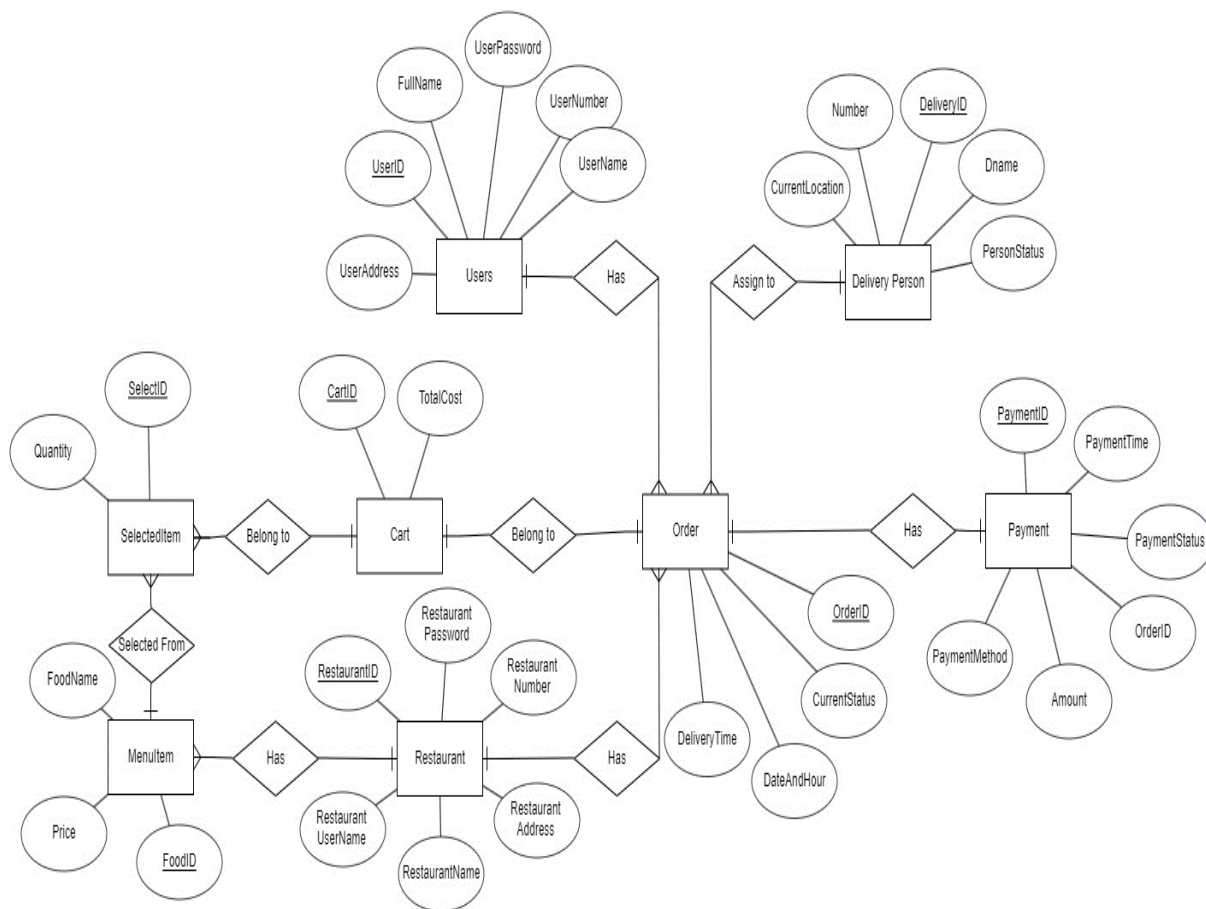 UserPassword
FullName
UserNumber
UserID
UserName
UserAddress
Users
Has
Number
DeliveryID
CurrentLocation
Dname
PersonStatus
Assign to
Delivery Person
SelectID
CartID
TotalCost
Quantity
PaymentID
PaymentTime
SelectedItem
Belong to
Cart
Belong to
Order
Has
Payment
PaymentStatus
Selected From
Restaurant
Password
OrderID
OrderID
PaymentMethod
FoodName
RestaurantID
Restaurant
Number
CurrentStatus
Amount
DeliveryTime
MenuItem
Has
Restaurant
Has
DateAndHour
Price
Restaurant
UserName
Restaurant
Address
FoodID
RestaurantName